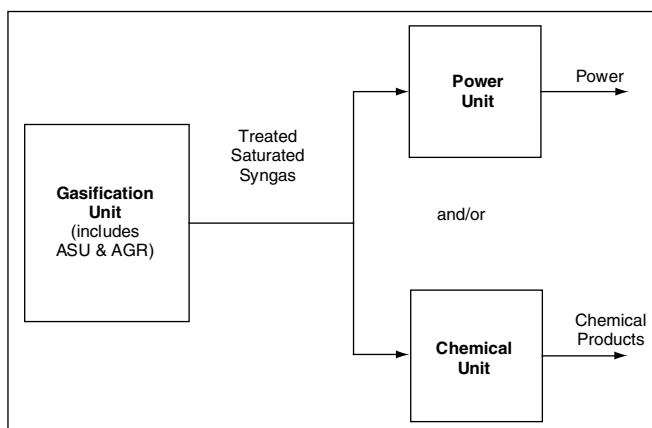 Gasification
Unit
(includes
ASU & AGR)
Treated
Saturated
Syngas
Power
Unit
Power
and/or
Chemical
Unit
Chemical
Products